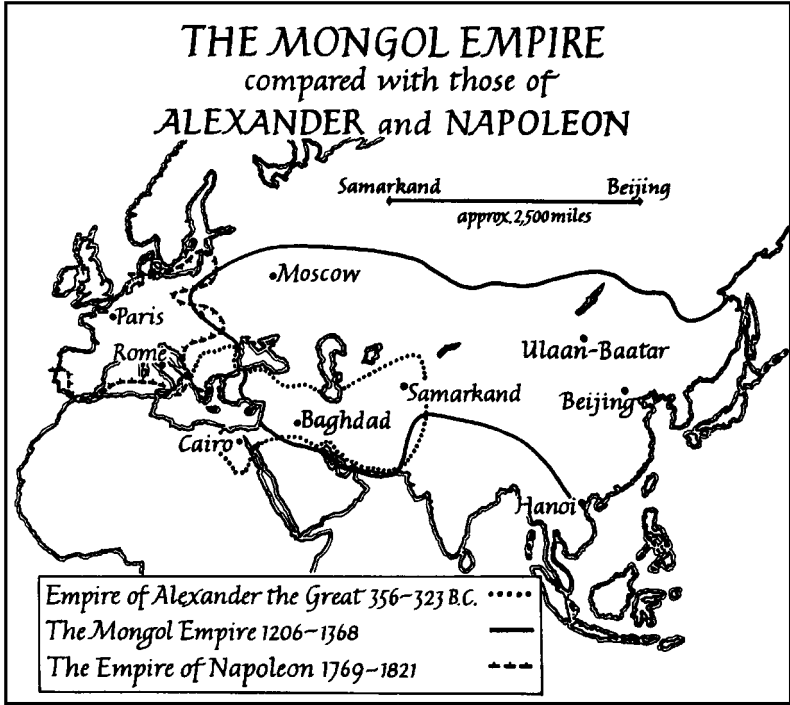 THE MONGOL EMPIRE
compared with those of
ALEXANDER and NAPOLEON
Samarkand Beijing
approx. 2,500 miles
Moscow
Paris
Rome
Ulaan-Baatar
Samarkand
Beijing
Baghdad
Cairo
Hanoi
Empire of Alexander the Great 356-323 B.C.
The Mongol Empire 1206-1368
The Empire of Napoleon 1769-1821